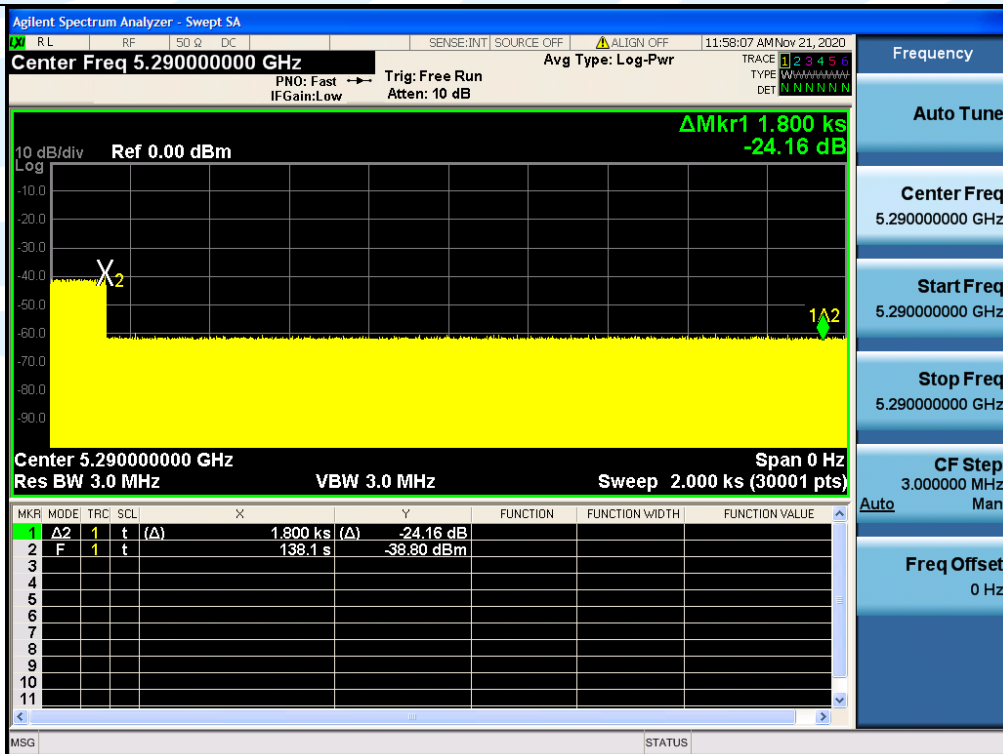 Agilent Spectrum Analyzer - Swept SA
LXI RL RF 50 Ω DC SENSE:INT SOURCE OFF ALIGN OFF 11:58:07 AM Nov 21, 2020
Center Freq 5.290000000 GHz Avg Type: Log-Pwr TRACE 1 2 3 4 5 6
PNO: Fast Trig: Free Run TYPE WWWWWW
IFGain:Low Atten: 10 dB DET N N N N N N
ΔMkr1 1.800 ks
-24.16 dB
10 dB/div Ref 0.00 dBm
Log
-10.0
-20.0
-30.0
-40.0
X2
-50.0
1Δ2
-60.0
-70.0
-80.0
-90.0
Center 5.290000000 GHz Span 0 Hz
Res BW 3.0 MHz VBW 3.0 MHz Sweep 2.000 ks (30001 pts)
MKR MODE TRC SCL X Y FUNCTION FUNCTION WIDTH FUNCTION VALUE
1 Δ2 1 t (Δ) 1.800 ks (Δ) -24.16 dB
2 F 1 t 138.1 s -38.80 dBm
3
4
5
6
7
8
9
10
11
MSG STATUS
Frequency
Auto Tune
Center Freq
5.290000000 GHz
Start Freq
5.290000000 GHz
Stop Freq
5.290000000 GHz
CF Step
3.000000 MHz
Auto Man
Freq Offset
0 Hz